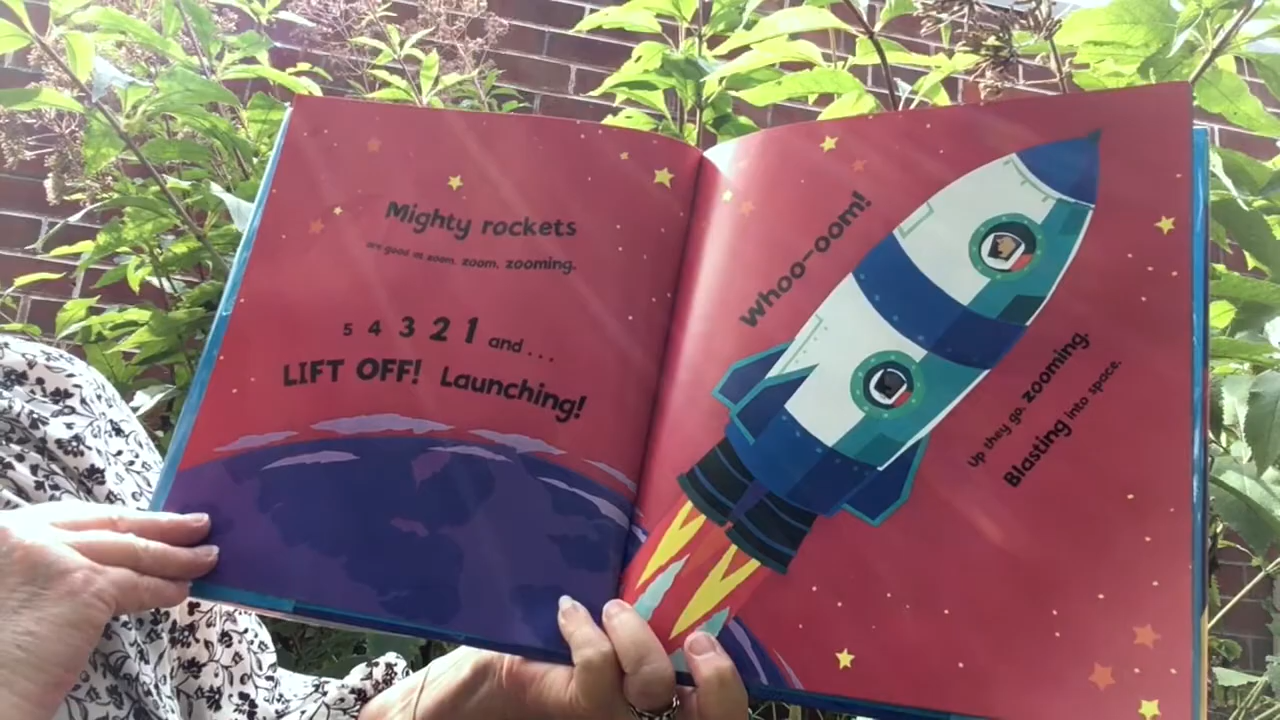 Mighty rockets
are good at zoom, zoom, zooming.
5 4 3 2 1 and...
LIFT OFF! Launching!
Whoo-oom!
Up they go, zooming.
Blasting into space.